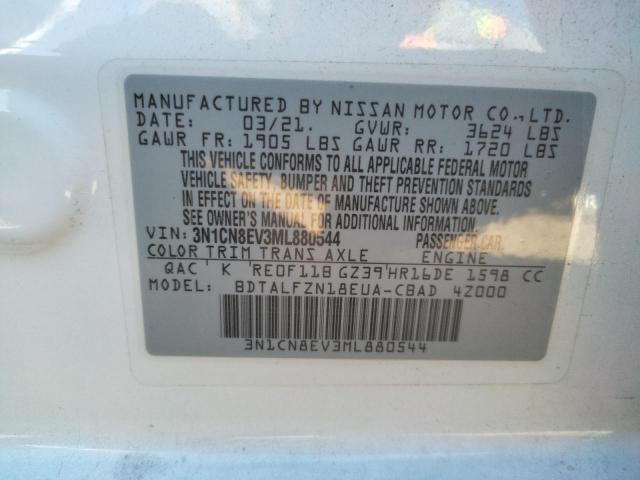 MANUFACTURED BY NISSAN MOTOR CO.,LTD.
DATE: 03/21. GVWR: 3624 LBS
GAWR FR: 1905 LBS GAWR RR: 1720 LBS
THIS VEHICLE CONFORMS TO ALL APPLICABLE FEDERAL MOTOR
VEHICLE SAFETY, BUMPER AND THEFT PREVENTION STANDARDS
IN EFFECT ON THE DATE OF MANUFACTURE SHOWN ABOVE.
SEE OWNER'S MANUAL FOR ADDITIONAL INFORMATION.
VIN: 3N1CN8EV3ML880544 PASSENGER CAR.
COLOR TRIM TRANS AXLE ENGINE
QAC ' K 'RE0F11B GZ39'HR16DE 1598 CC
MODEL: BDTALFZN18EUA-CBAD 4Z000
3N1CN8EV3ML880544